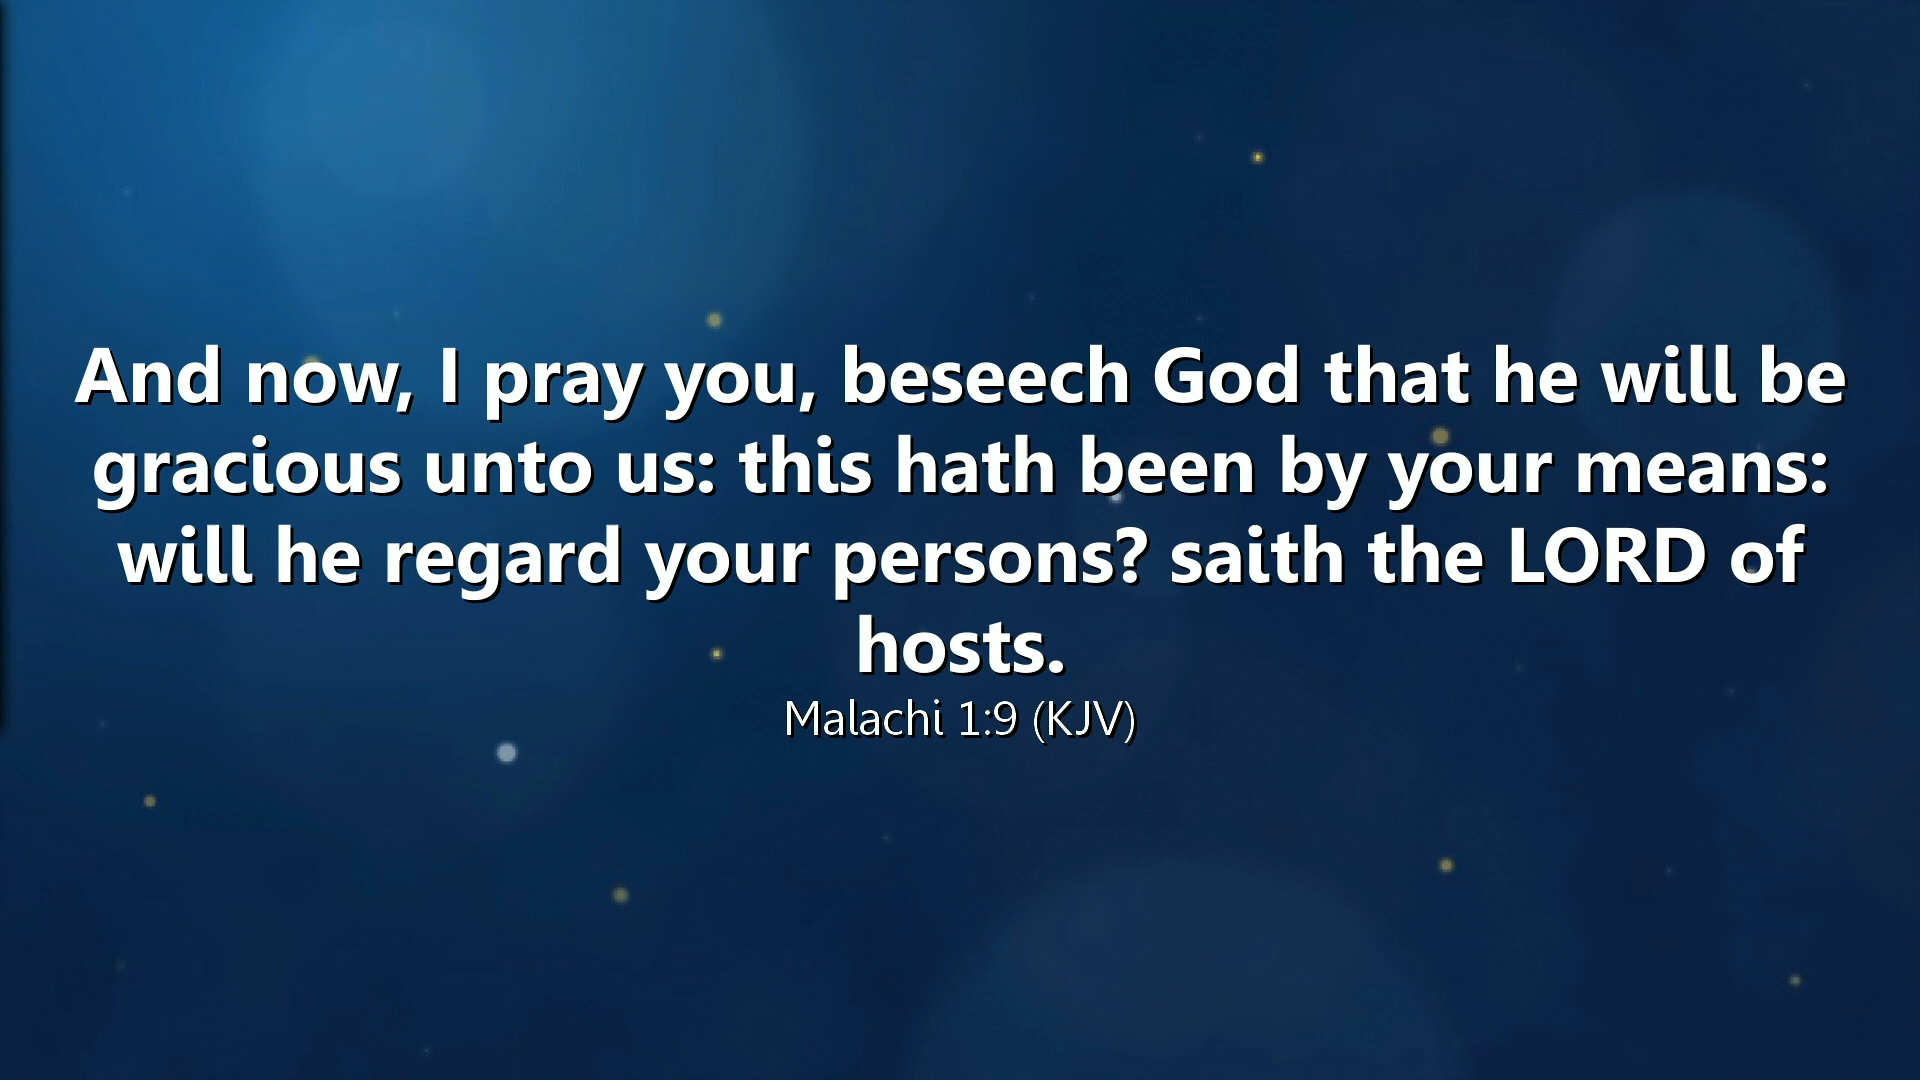 And now, I pray you, beseech God that he will be
gracious unto us: this hath been by your means:
will he regard your persons? saith the LORD of
hosts.
Malachi 1:9 (KJV)